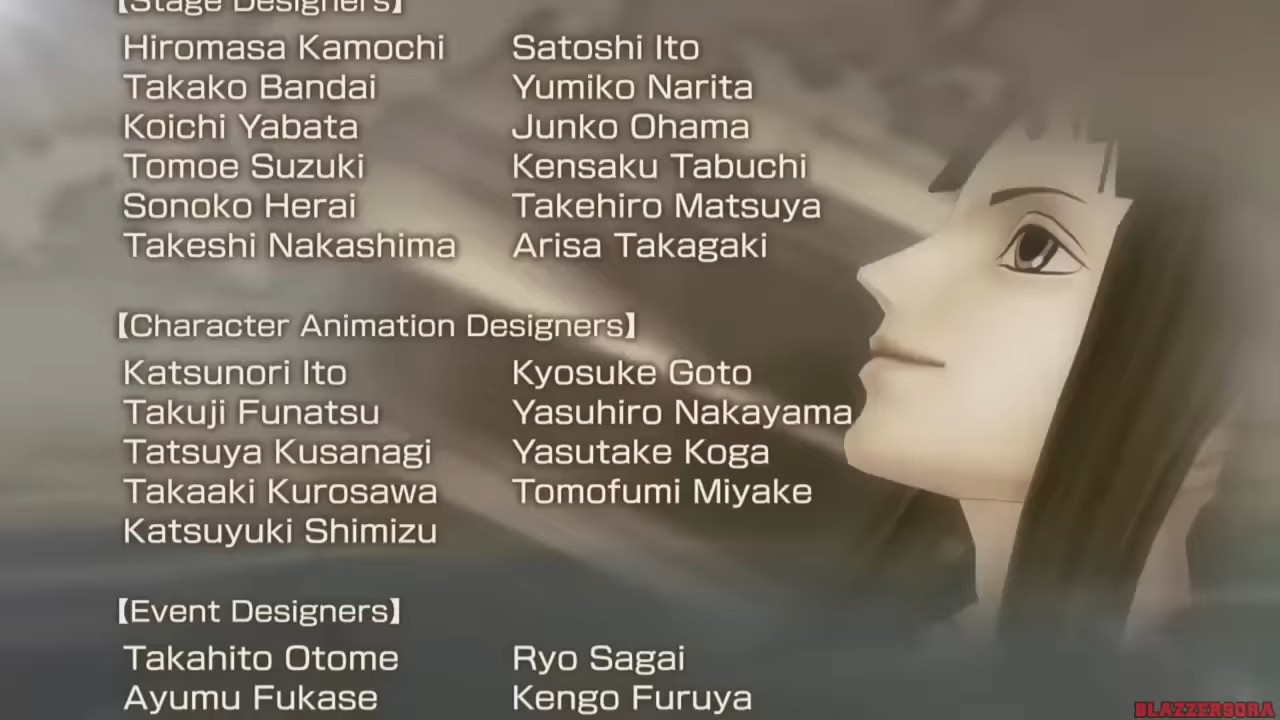 【Stage Designers】
Hiromasa Kamochi Satoshi Ito
Takako Bandai Yumiko Narita
Koichi Yabata Junko Ohama
Tomoe Suzuki Kensaku Tabuchi
Sonoko Herai Takehiro Matsuya
Takeshi Nakashima Arisa Takagaki
【Character Animation Designers】
Katsunori Ito Kyosuke Goto
Takuji Funatsu Yasuhiro Nakayama
Tatsuya Kusanagi Yasutake Koga
Takaaki Kurosawa Tomofumi Miyake
Katsuyuki Shimizu
【Event Designers】
Takahito Otome Ryo Sagai
Ayumu Fukase Kengo Furuya
BLAZZERSORA